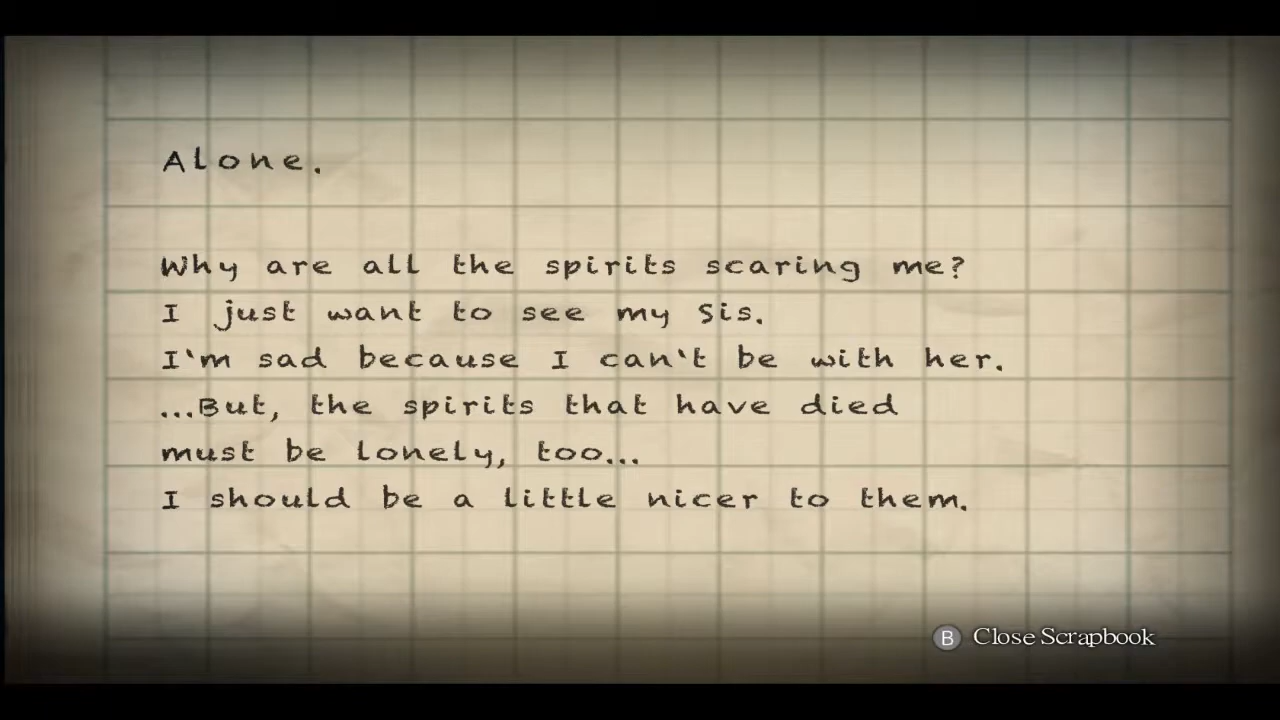 Alone.
Why are all the spirits scaring me?
I just want to see my Sis.
I'm sad because I can't be with her.
...But, the spirits that have died
must be lonely, too...
I should be a little nicer to them.
B Close Scrapbook